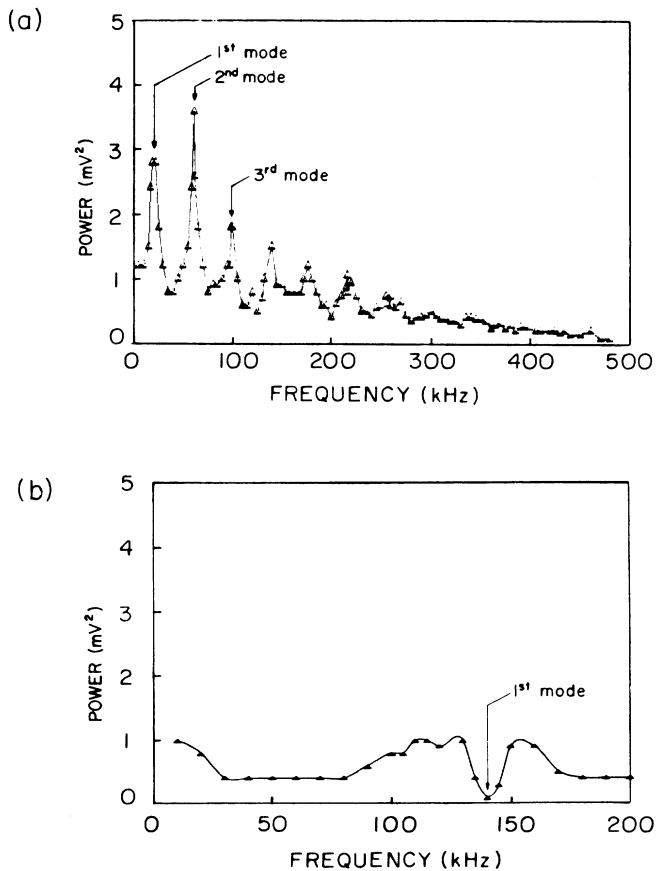 (a)
5
4
3
2
1
0
POWER (mV²)
1st mode
2nd mode
3rd mode
0 100 200 300 400 500
FREQUENCY (kHz)
(b)
5
4
3
2
1
0
POWER (mV²)
1st mode
0 50 100 150 200
FREQUENCY (kHz)